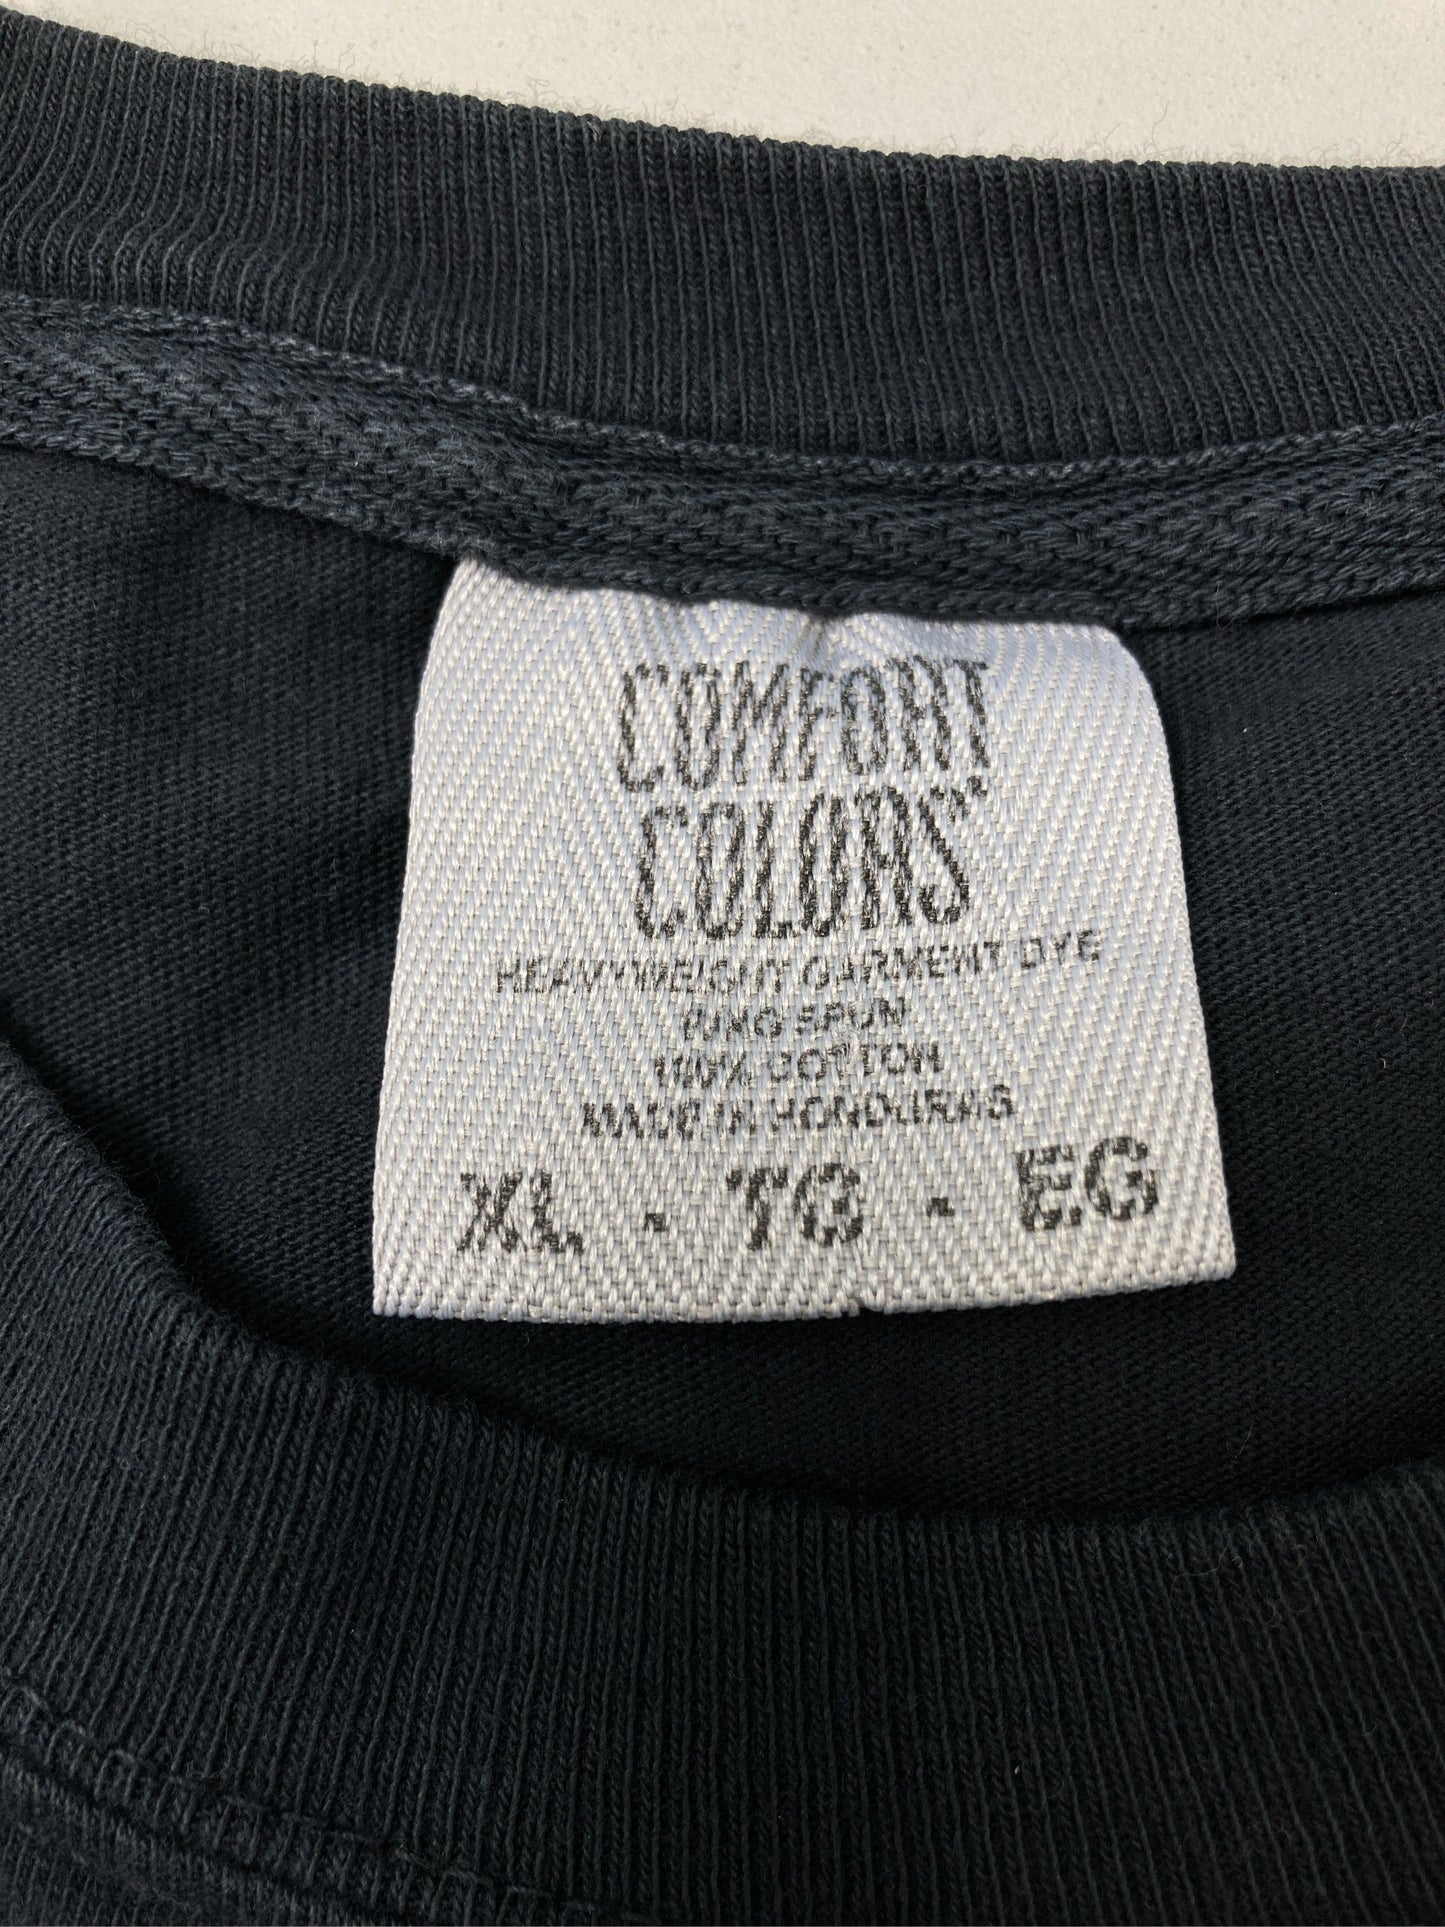 COMFORT
COLORS
HEAVYWEIGHT GARMENT DYE
RING SPUN
100% COTTON
MADE IN HONDURAS
XL - TG - EG